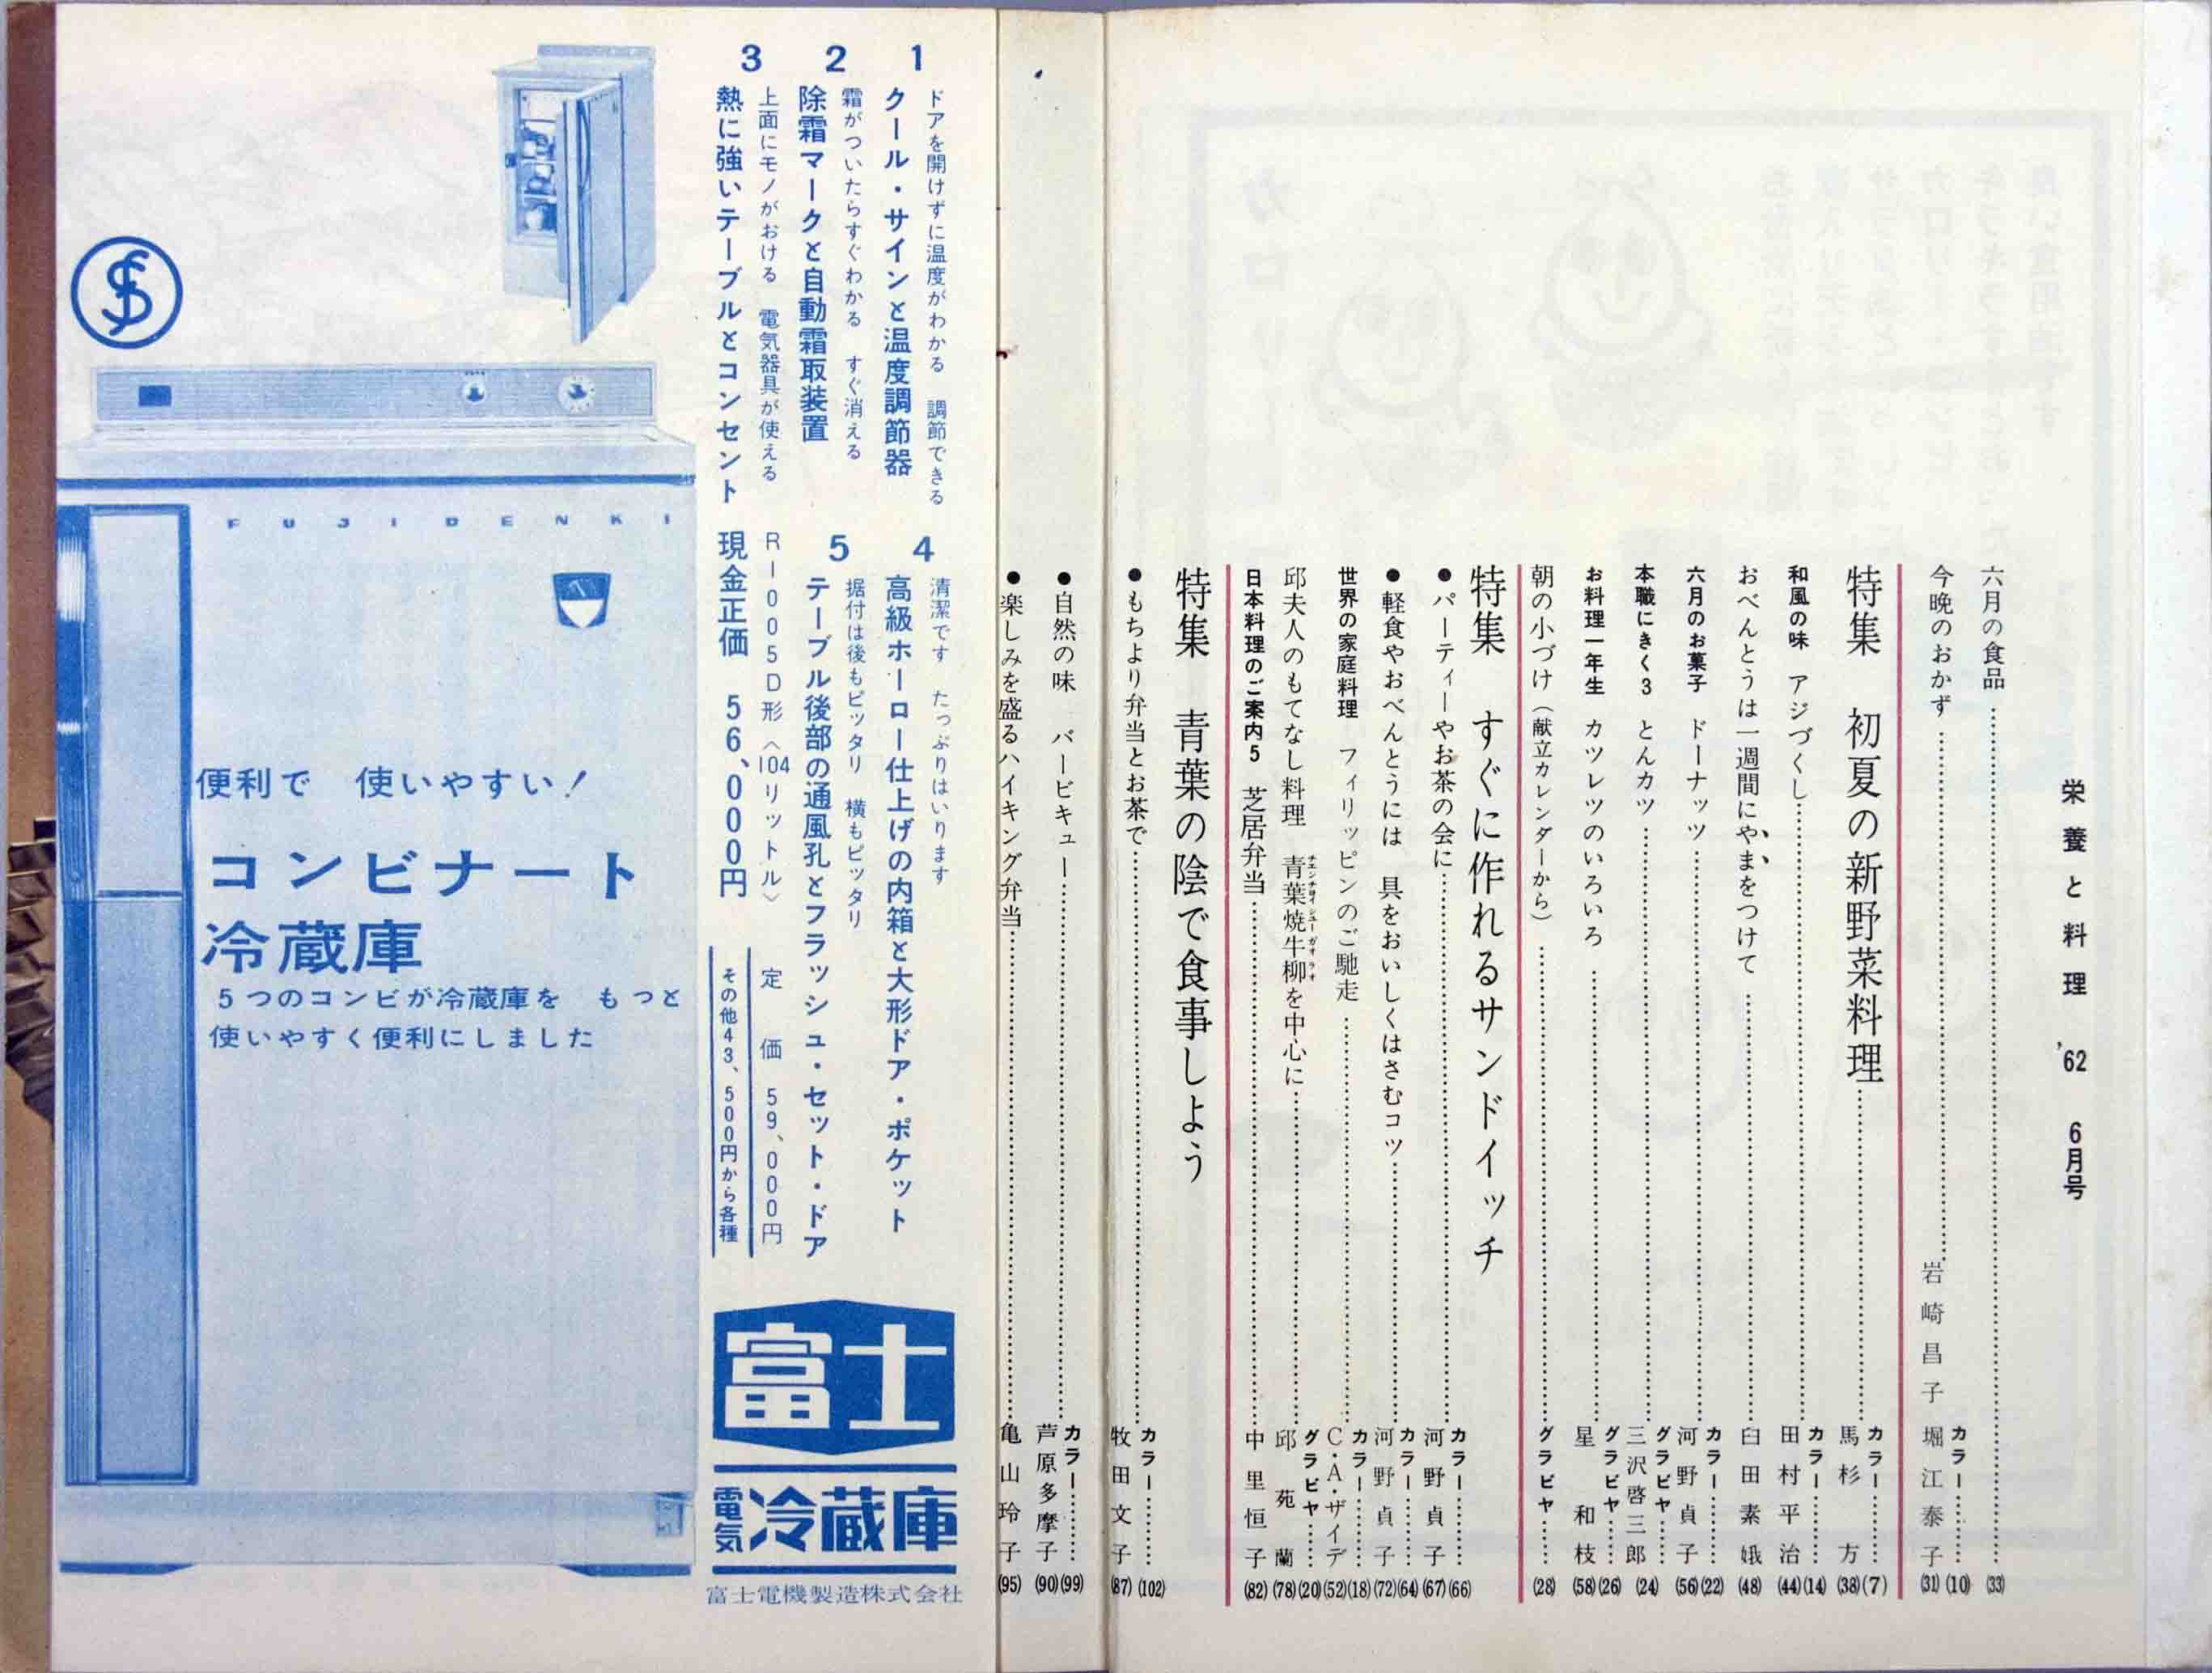 栄養と料理 '62 6月号
六月の食品 (33)
今晩のおかず 岩崎昌子 堀江泰子 (31) カラー (10)
特集 初夏の新野菜料理 馬杉方 (38) カラー (7)
和風の味 アジづくし 田村平治 (44) カラー (14)
おべんとうは一週間にやまをつけて 臼田素娥 (48)
六月のお菓子 ドーナッツ 河野貞子 (56) カラー (22)
本職にきく3 とんカツ 三沢啓三郎 グラビヤ (24)
お料理一年生 カツレツのいろいろ 星和枝 (58) グラビヤ (26)
朝の小づけ(献立カレンダーから) グラビヤ (28)
特集 すぐに作れるサンドイッチ
●パーティーやお茶の会に 河野貞子 (67) カラー (66)
●軽食やおべんとうには 具をおいしくはさむコツ 河野貞子 (72) カラー (64)
世界の家庭料理 フィリッピンのご馳走 C・A・ザイデ (52) カラー (18)
邱夫人のもてなし料理 青葉焼牛柳を中心に 邱苑蘭 (78) グラビヤ (20)
日本料理のご案内5 芝居弁当 中里恒子 (82)
特集 青葉の陰で食事しよう
●もちより弁当とお茶で 牧田文子 (87) カラー (102)
●自然の味 バービキュー 芦原多摩子 (90) カラー (99)
●楽しみを盛るハイキング弁当 亀山玲子 (95)
1
ドアを開けずに温度がわかる 調節できる
クール・サインと温度調節器
2
霜がついたらすぐわかる すぐ消える
除霜マークと自動霜取装置
3
上面にモノがおける 電気器具が使える
熱に強いテーブルとコンセント
4
清潔です たっぷりはいります
高級ホーロー仕上げの内箱と大形ドア・ポケット
5
据付は後もピッタリ 横もピッタリ
テーブル後部の通風孔とフラッシュ・セット・ドア
RI-005D形〈104リットル〉 定価 59、000円
現金正価 56、000円
その他43、500円から各種
FUJIDENKI
便利で 使いやすい!
コンビナート
冷蔵庫
5つのコンビが冷蔵庫を もっと
使いやすく便利にしました
富士
電気冷蔵庫
富士電機製造株式会社